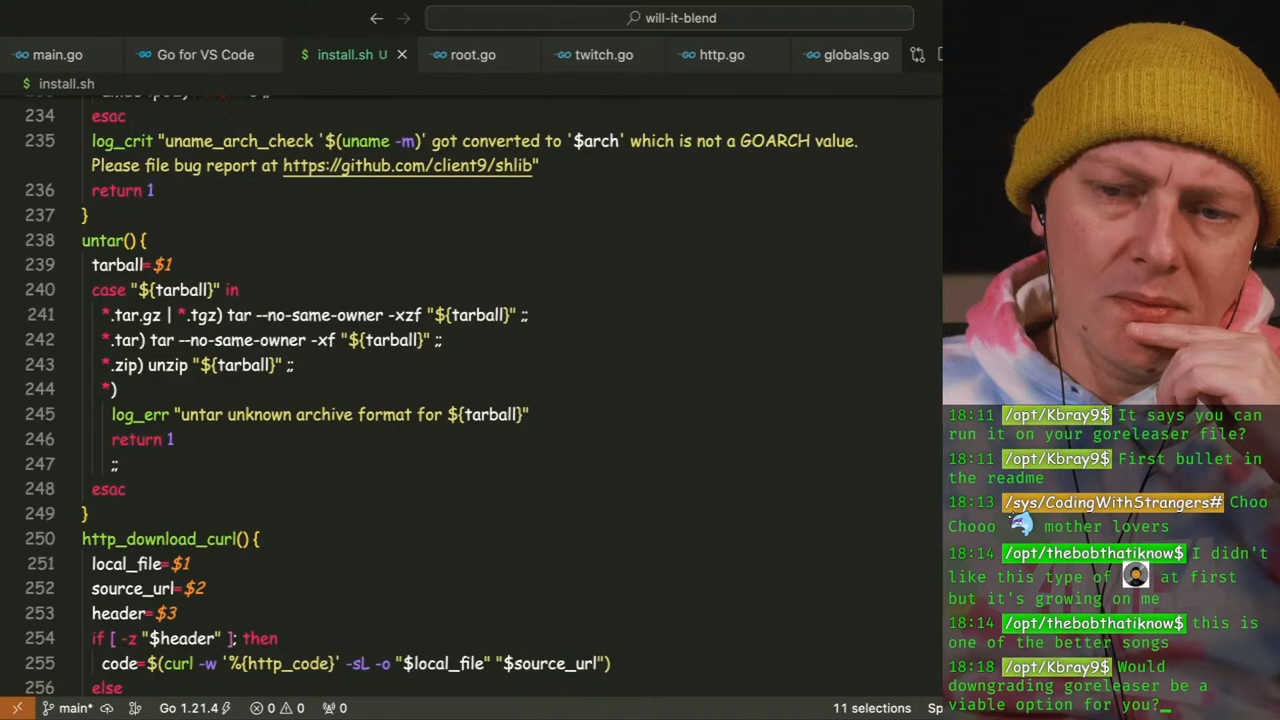 will-it-blend
main.go
Go for VS Code
install.sh U
root.go
twitch.go
http.go
globals.go
$ install.sh
234 esac
235 log_crit "uname_arch_check '$(uname -m)' got converted to '$arch' which is not a GOARCH value.
Please file bug report at https://github.com/client9/shlib"
236 return 1
237 }
238 untar() {
239 tarball=$1
240 case "${tarball}" in
241 *.tar.gz | *.tgz) tar --no-same-owner -xzf "${tarball}" ;;
242 *.tar) tar --no-same-owner -xf "${tarball}" ;;
243 *.zip) unzip "${tarball}" ;;
244 *)
245 log_err "untar unknown archive format for ${tarball}"
246 return 1
247 ;;
248 esac
249 }
250 http_download_curl() {
251 local_file=$1
252 source_url=$2
253 header=$3
254 if [ -z "$header" ]; then
255 code=$(curl -w '%{http_code}' -sL -o "$local_file" "$source_url")
256 else
main*
Go 1.21.4
0 0
0
11 selections
Sp
18:11 /opt/Kbray9$ It says you can
run it on your goreleaser file?
18:11 /opt/Kbray9$ First bullet in
the readme
18:13 /sys/CodingWithStrangers# Choo
Chooo mother lovers
18:14 /opt/thebobthatiknow$ I didn't
like this type of at first
but it's growing on me
18:14 /opt/thebobthatiknow$ this is
one of the better songs
18:18 /opt/Kbray9$ Would
downgrading goreleaser be a
viable option for you?_